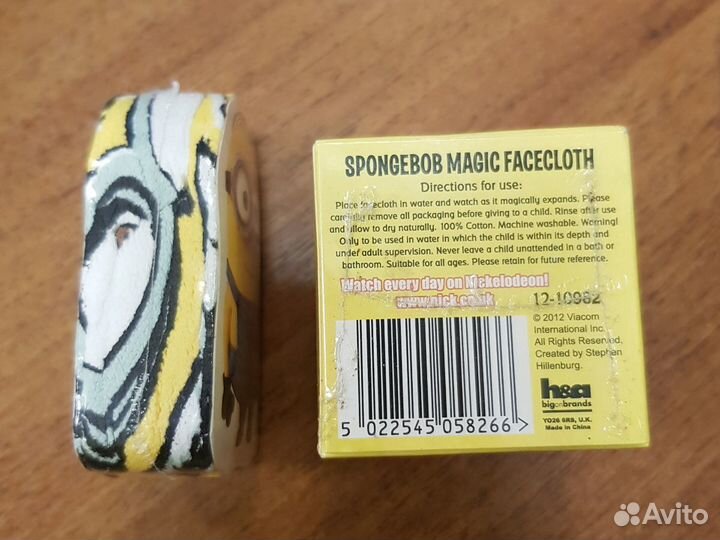 SPONGEBOB MAGIC FACECLOTH
Directions for use:
Place facecloth in water and watch as it magically expands. Please
carefully remove all packaging before giving to a child. Rinse after use
and allow to dry naturally. 100% Cotton. Machine washable. Warning!
Only to be used in water in which the child is within its depth and
undef adult supervision. Never leave a child unattended in a bath or
bathroom. Suitable for all ages. Please retain for future reference.
Watch every day on Nickelodeon!
www.nick.co.uk
12-10982
© 2012 Viacom
International Inc.
All Rights Reserved.
Created by Stephen
Hillenburg.
h&a
bigonbrands
YO26 6RS, U.K.
Made in China
5 022545 058266 >
Avito